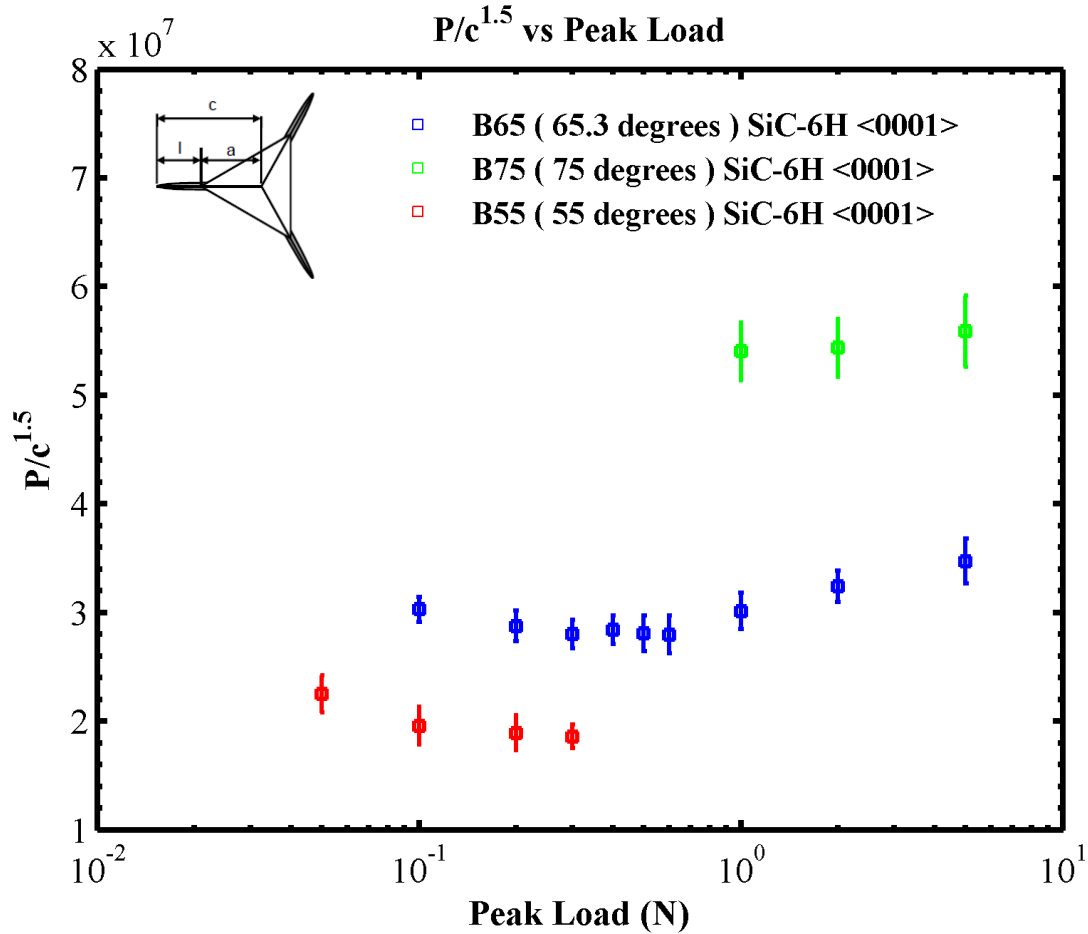 P/c^1.5 vs Peak Load
x 10^7
8
7
6
5
4
3
2
1
P/c^1.5
c
l
a
B65 ( 65.3 degrees ) SiC-6H <0001>
B75 ( 75 degrees ) SiC-6H <0001>
B55 ( 55 degrees ) SiC-6H <0001>
10^-2
10^-1
10^0
10^1
Peak Load (N)